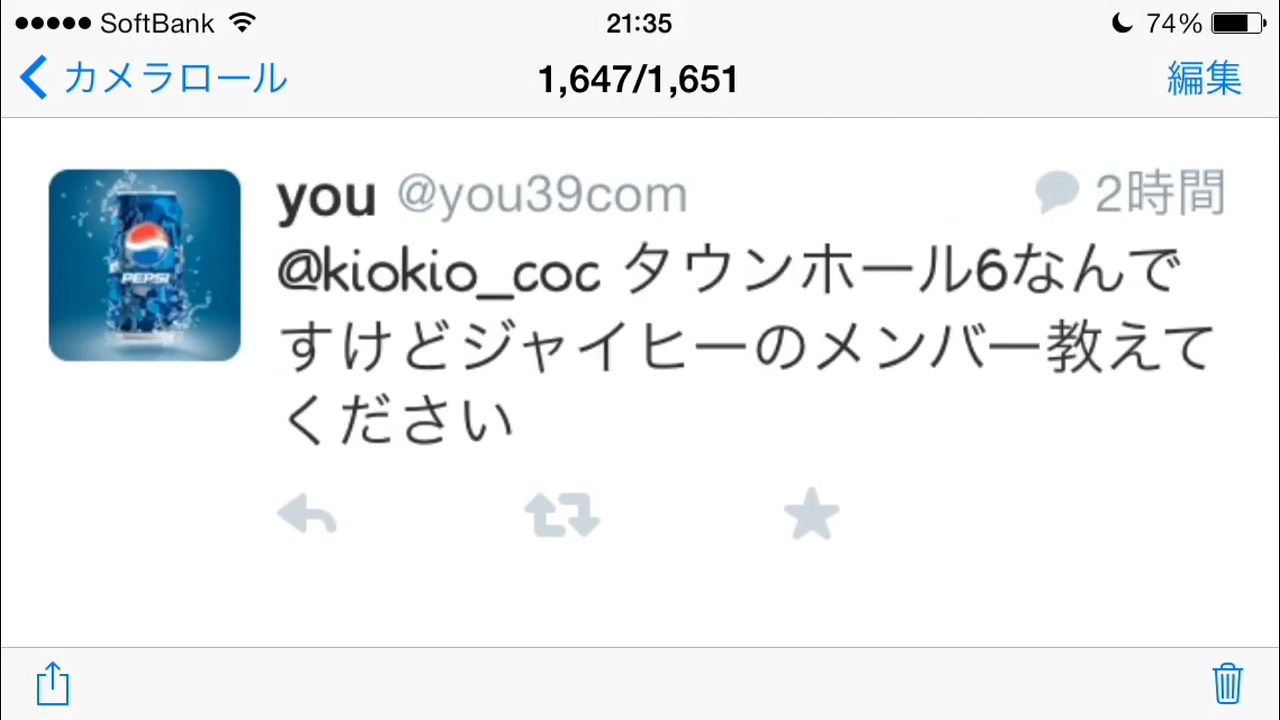 SoftBank 21:35 74%
カメラロール 1,647/1,651 編集
you @you39com 2時間
@kiokio_coc タウンホール6なんで
すけどジャイヒーのメンバー教えて
ください
PEPSI